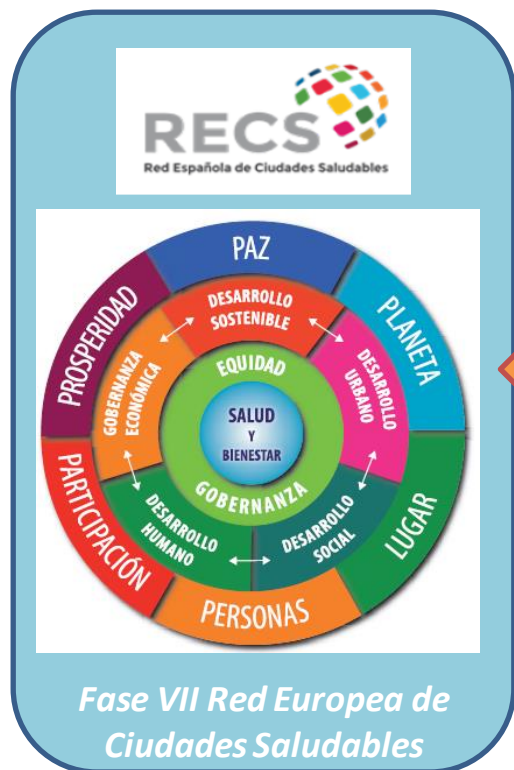 RECS
Red Española de Ciudades Saludables
PAZ
PLANETA
LUGAR
PERSONAS
PARTICIPACIÓN
PROSPERIDAD
DESARROLLO
SOSTENIBLE
DESARROLLO
URBANO
DESARROLLO
SOCIAL
DESARROLLO
HUMANO
GOBERNANZA
ECONÓMICA
EQUIDAD
GOBERNANZA
SALUD
Y
BIENESTAR
Fase VII Red Europea de
Ciudades Saludables